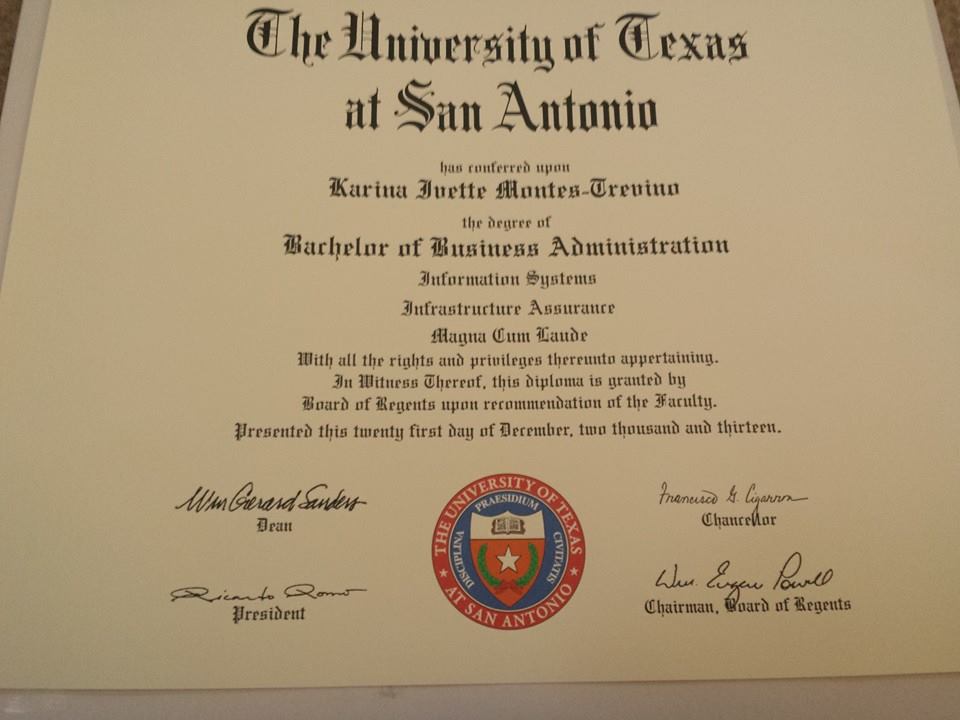 The University of Texas
at San Antonio
has conferred upon
Karina Ivette Montes-Trevino
the degree of
Bachelor of Business Administration
Information Systems
Infrastructure Assurance
Magna Cum Laude
With all the rights and privileges thereunto appertaining.
In Witness Thereof, this diploma is granted by
Board of Regents upon recommendation of the Faculty.
Presented this twenty first day of December, two thousand and thirteen.
Wm Gerard Sanders
Dean
Francisco G. Cigarroa
Chancellor
Ricardo Romo
President
Wm. Eugene Powell
Chairman, Board of Regents
THE UNIVERSITY OF TEXAS
AT SAN ANTONIO
PRAESIDIUM
DISCIPLINA
CIVITATIS